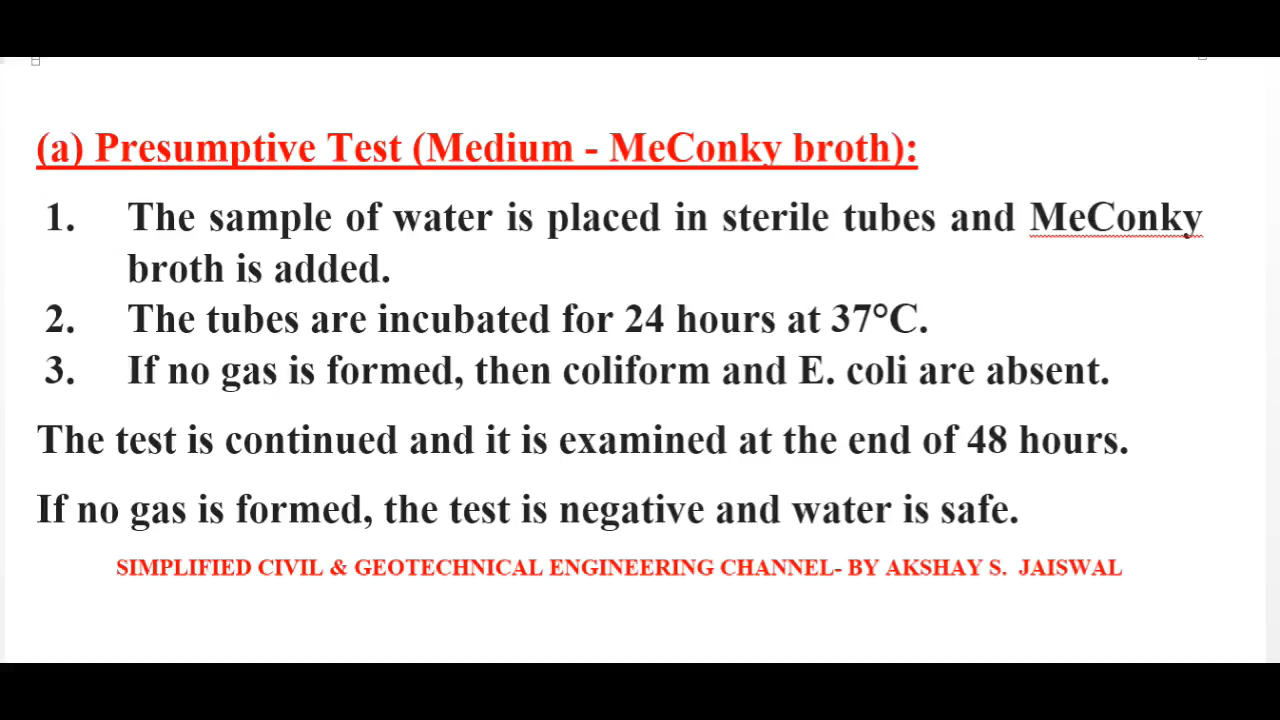 (a) Presumptive Test (Medium - MeConky broth):
1. The sample of water is placed in sterile tubes and MeConky
broth is added.
2. The tubes are incubated for 24 hours at 37°C.
3. If no gas is formed, then coliform and E. coli are absent.
The test is continued and it is examined at the end of 48 hours.
If no gas is formed, the test is negative and water is safe.
SIMPLIFIED CIVIL & GEOTECHNICAL ENGINEERING CHANNEL- BY AKSHAY S. JAISWAL